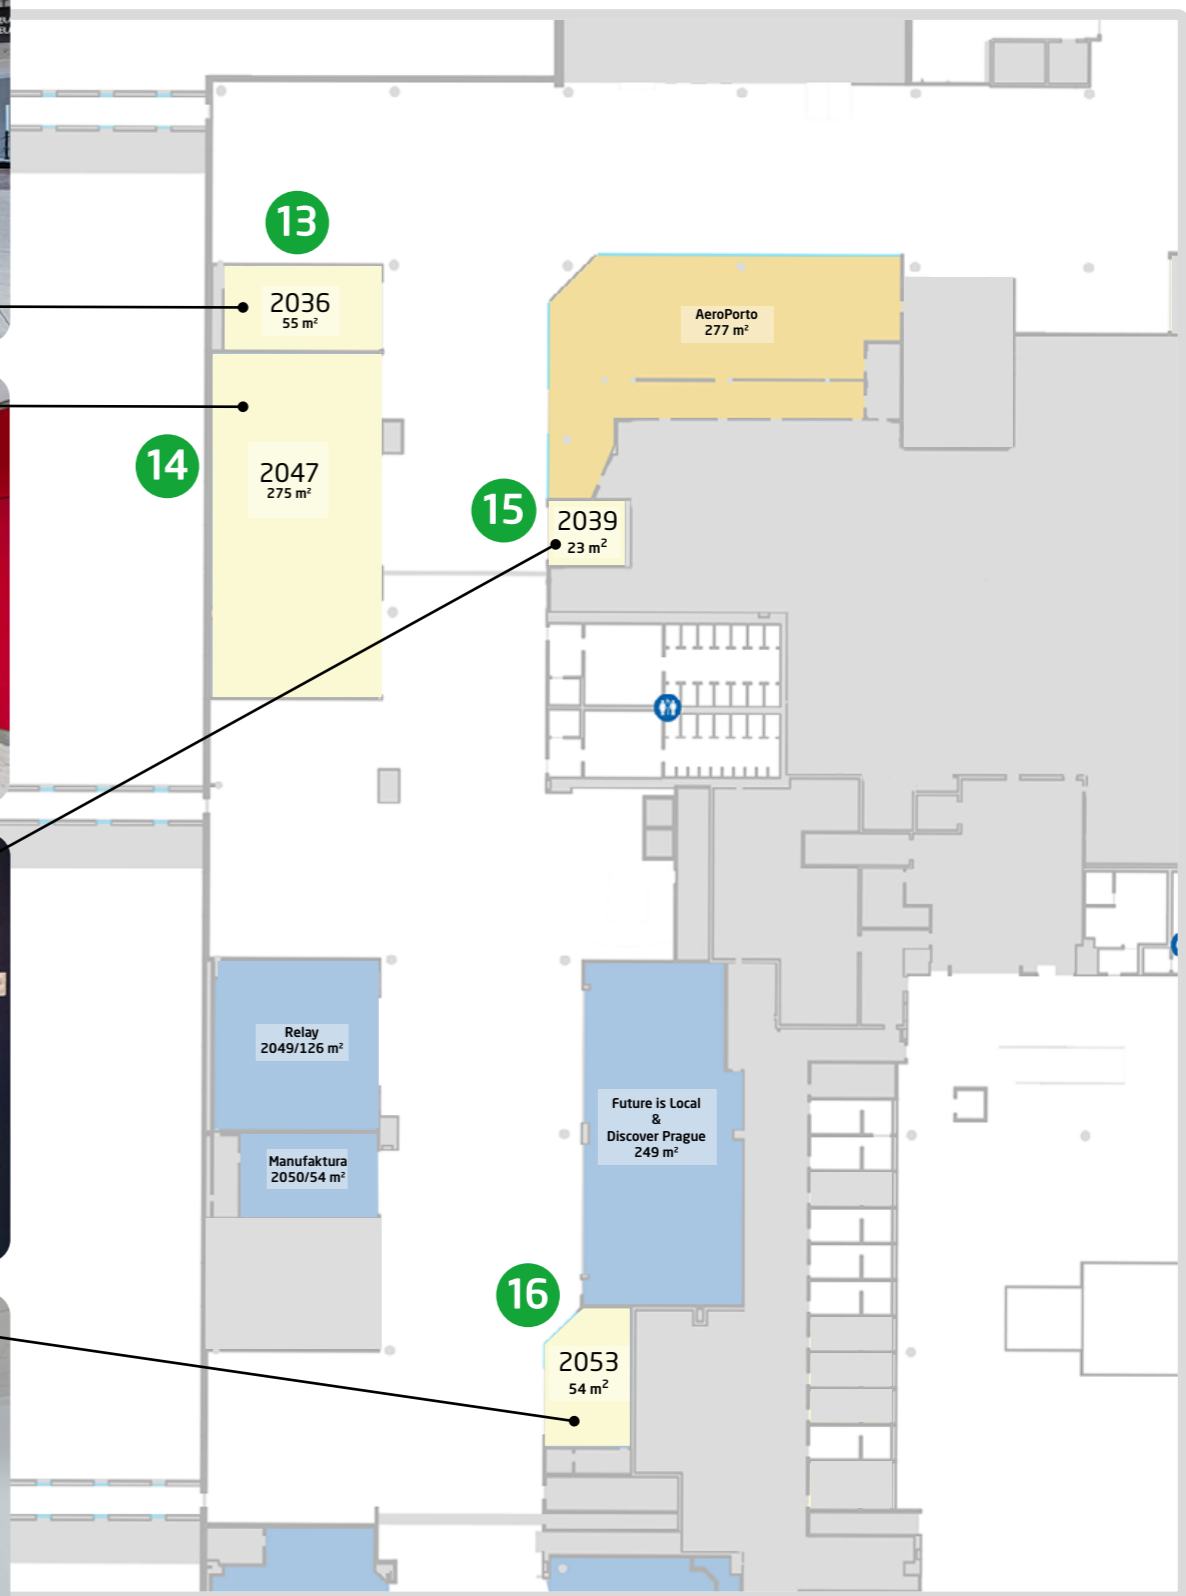 13
2036
55 m²
AeroPorto
277 m²
14
2047
275 m²
15
2039
23 m²
Relay
2049/126 m²
Future is Local
&
Discover Prague
249 m²
Manufaktura
2050/54 m²
16
2053
54 m²